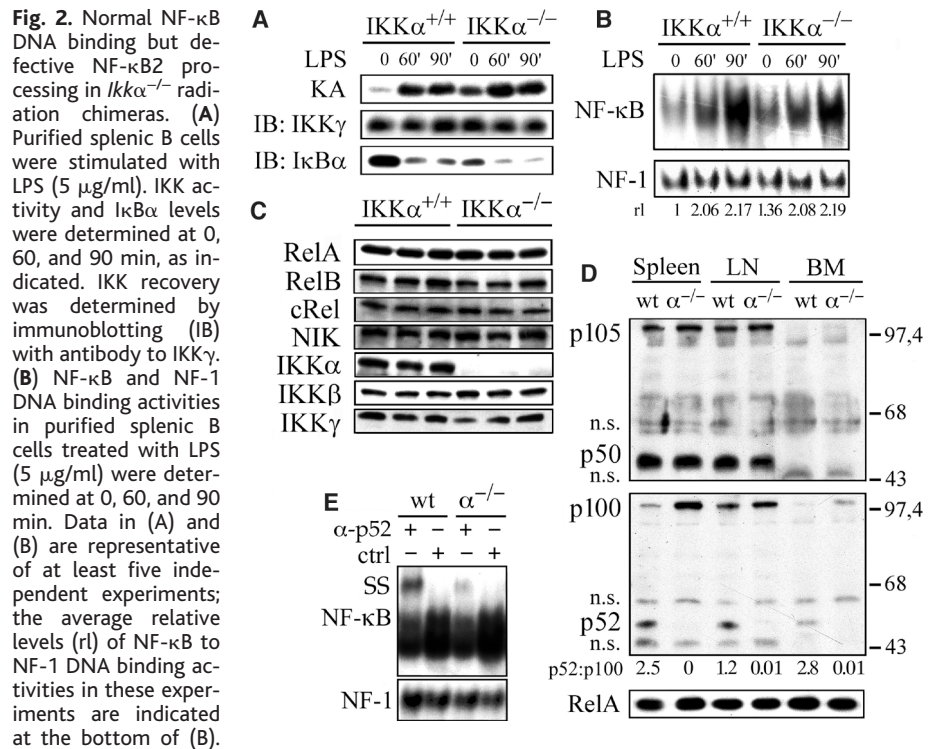 Fig. 2. Normal NF-κB
DNA binding but de-
fective NF-κB2 pro-
cessing in Ikkα−/− radi-
ation chimeras. (A)
Purified splenic B cells
were stimulated with
LPS (5 μg/ml). IKK ac-
tivity and IκBα levels
were determined at 0,
60, and 90 min, as in-
dicated. IKK recovery
was determined by
immunoblotting (IB)
with antibody to IKKγ.
(B) NF-κB and NF-1
DNA binding activities
in purified splenic B
cells treated with LPS
(5 μg/ml) were deter-
mined at 0, 60, and 90
min. Data in (A) and
(B) are representative
of at least five inde-
pendent experiments;
the average relative
levels (rl) of NF-κB to
NF-1 DNA binding ac-
tivities in these exper-
iments are indicated
at the bottom of (B).
A
IKKα+/+ IKKα−/−
LPS 0 60' 90' 0 60' 90'
KA
IB: IKKγ
IB: IκBα
B
IKKα+/+ IKKα−/−
LPS 0 60' 90' 0 60' 90'
NF-κB
NF-1
rl 1 2.06 2.17 1.36 2.08 2.19
C
IKKα+/+ IKKα−/−
RelA
RelB
cRel
NIK
IKKα
IKKβ
IKKγ
D
Spleen LN BM
wt α−/− wt α−/− wt α−/−
p105
97,4
68
n.s.
p50
n.s.
43
p100
97,4
68
n.s.
p52
n.s.
43
p52:p100 2.5 0 1.2 0.01 2.8 0.01
RelA
E
wt α−/−
α-p52 + − + −
ctrl − + − +
SS
NF-κB
NF-1